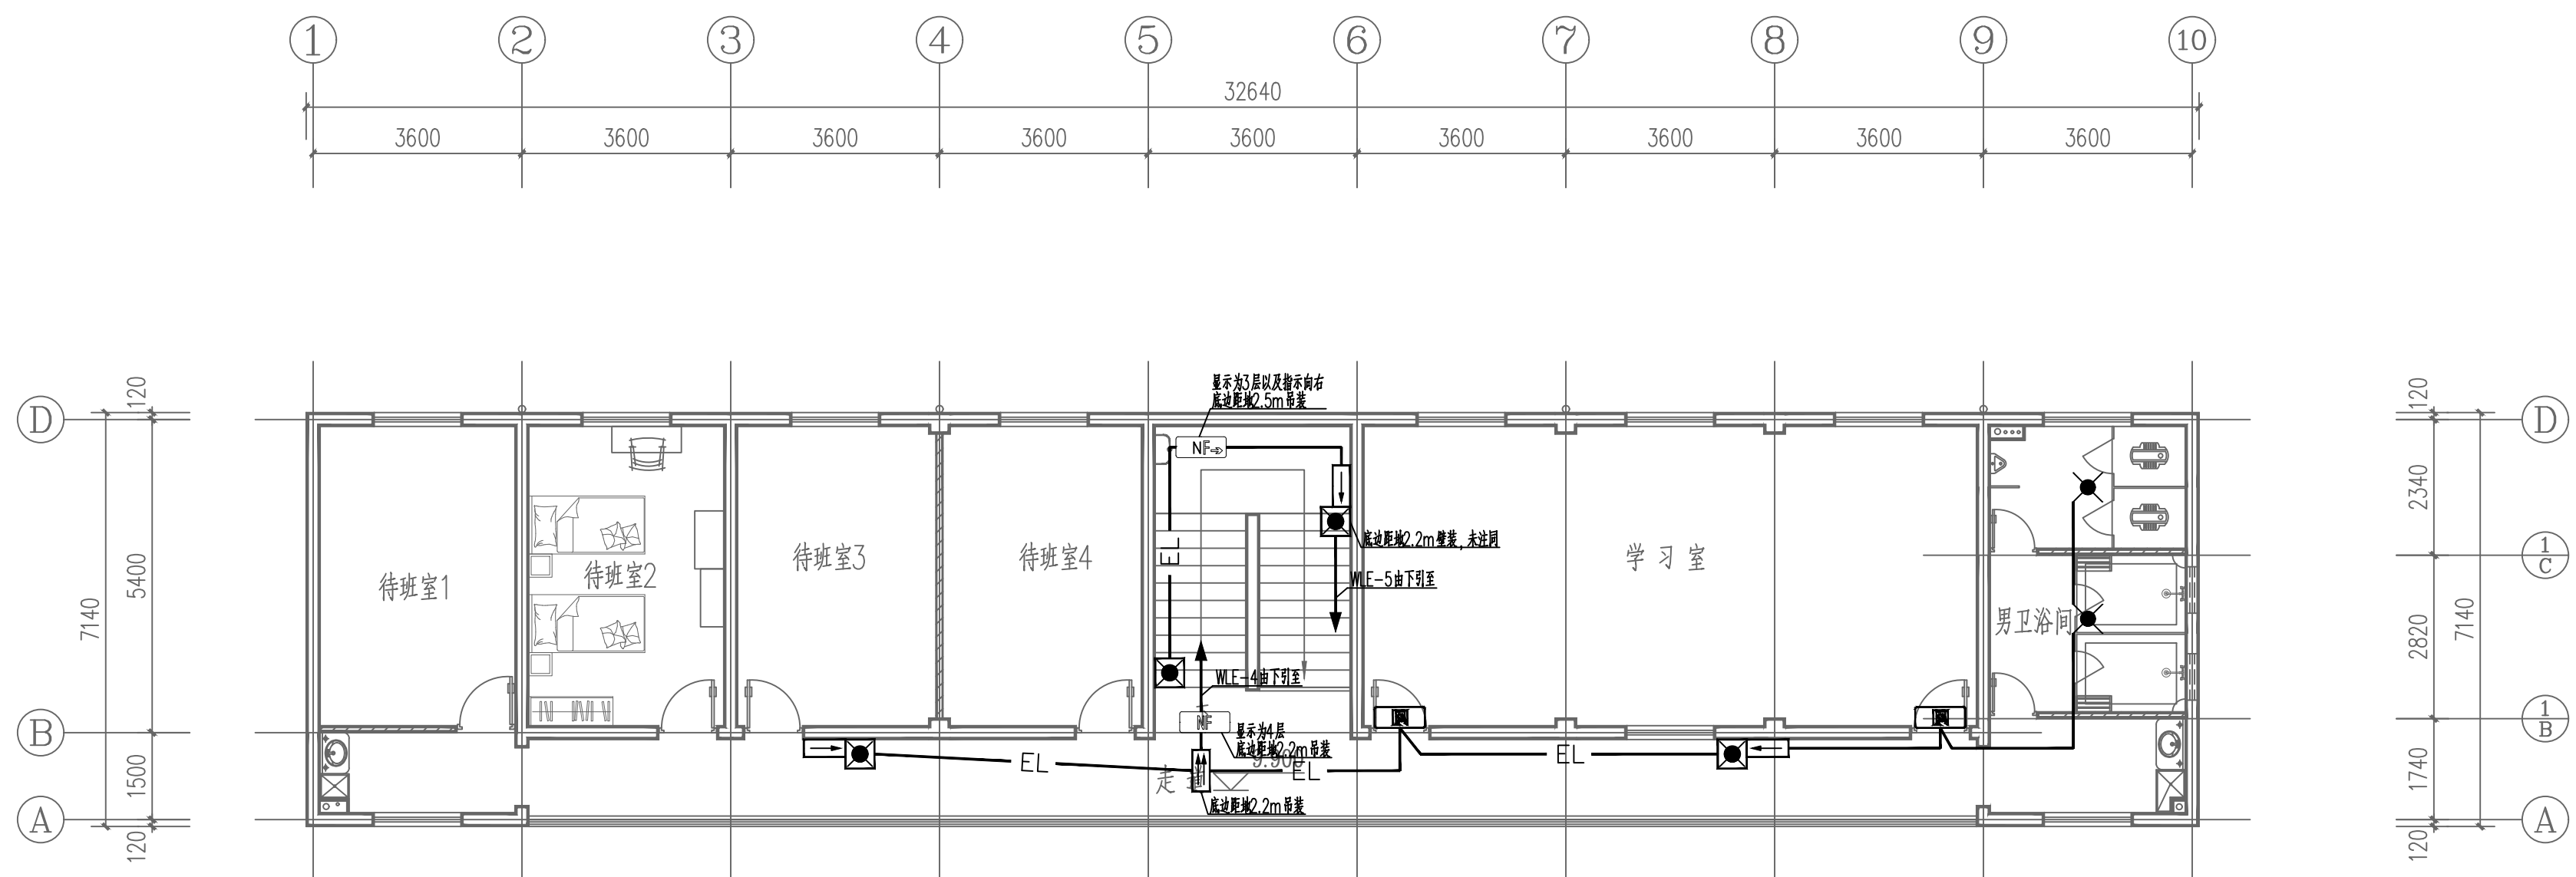 1 2 3 4 5 6 7 8 9 10
32640
3600 3600 3600 3600 3600 3600 3600 3600 3600
显示为3层以及指示向右
底边距地2.5m吊装
D 120 120 D
NF
2340
底边距地2.2m壁装,未注同
EL
5400
7140
待班室1
待班室2
待班室3
待班室4
学习室
1
C
WLE-5由下引至
男卫浴间
2820
7140
WLE-4由下引至
NF
显示为4层
底边距地2.2m吊装
B
1
B
9.900
EL
EL
EL
走道
1500
1740
底边距地2.2m吊装
A 120 120 A